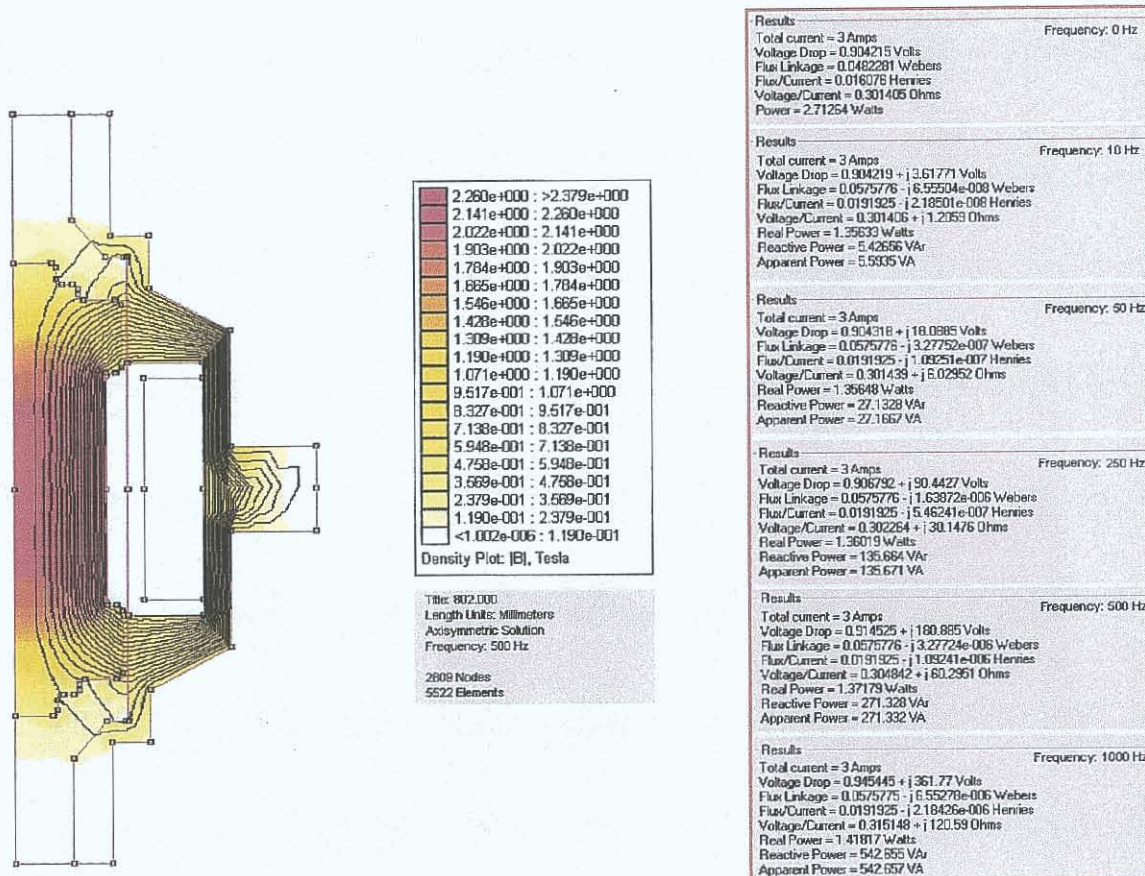 2.260e+000 : >2.379e+000
2.141e+000 : 2.260e+000
2.022e+000 : 2.141e+000
1.903e+000 : 2.022e+000
1.784e+000 : 1.903e+000
1.665e+000 : 1.784e+000
1.546e+000 : 1.665e+000
1.428e+000 : 1.546e+000
1.309e+000 : 1.428e+000
1.190e+000 : 1.309e+000
1.071e+000 : 1.190e+000
9.517e-001 : 1.071e+000
8.327e-001 : 9.517e-001
7.138e-001 : 8.327e-001
5.948e-001 : 7.138e-001
4.758e-001 : 5.948e-001
3.569e-001 : 4.758e-001
2.379e-001 : 3.569e-001
1.190e-001 : 2.379e-001
<1.002e-006 : 1.190e-001
Density Plot: |B|, Tesla
Title: 802.000
Length Units: Millimeters
Axisymmetric Solution
Frequency: 500 Hz
2809 Nodes
5522 Elements
Results
Frequency: 0 Hz
Total current = 3 Amps
Voltage Drop = 0.904215 Volts
Flux Linkage = 0.0482281 Webers
Flux/Current = 0.016076 Henries
Voltage/Current = 0.301405 Ohms
Power = 2.71264 Watts
Results
Frequency: 10 Hz
Total current = 3 Amps
Voltage Drop = 0.904219 + j 3.61771 Volts
Flux Linkage = 0.0575776 - j 6.55504e-008 Webers
Flux/Current = 0.0191925 - j 2.18501e-008 Henries
Voltage/Current = 0.301406 + j 1.2059 Ohms
Real Power = 1.35633 Watts
Reactive Power = 5.42656 VAr
Apparent Power = 5.5935 VA
Results
Frequency: 50 Hz
Total current = 3 Amps
Voltage Drop = 0.904318 + j 18.0885 Volts
Flux Linkage = 0.0575776 - j 3.27752e-007 Webers
Flux/Current = 0.0191925 - j 1.09251e-007 Henries
Voltage/Current = 0.301439 + j 6.02952 Ohms
Real Power = 1.35648 Watts
Reactive Power = 27.1328 VAr
Apparent Power = 27.1667 VA
Results
Frequency: 250 Hz
Total current = 3 Amps
Voltage Drop = 0.906792 + j 90.4427 Volts
Flux Linkage = 0.0575776 - j 1.63872e-006 Webers
Flux/Current = 0.0191925 - j 5.46241e-007 Henries
Voltage/Current = 0.302264 + j 30.1476 Ohms
Real Power = 1.36019 Watts
Reactive Power = 135.664 VAr
Apparent Power = 135.671 VA
Results
Frequency: 500 Hz
Total current = 3 Amps
Voltage Drop = 0.914525 + j 180.885 Volts
Flux Linkage = 0.0575776 - j 3.27724e-006 Webers
Flux/Current = 0.0191925 - j 1.09241e-006 Henries
Voltage/Current = 0.304842 + j 60.2951 Ohms
Real Power = 1.37179 Watts
Reactive Power = 271.328 VAr
Apparent Power = 271.332 VA
Results
Frequency: 1000 Hz
Total current = 3 Amps
Voltage Drop = 0.945445 + j 361.77 Volts
Flux Linkage = 0.0575775 - j 6.55278e-006 Webers
Flux/Current = 0.0191925 - j 2.18426e-006 Henries
Voltage/Current = 0.315148 + j 120.59 Ohms
Real Power = 1.41817 Watts
Reactive Power = 542.655 VAr
Apparent Power = 542.657 VA